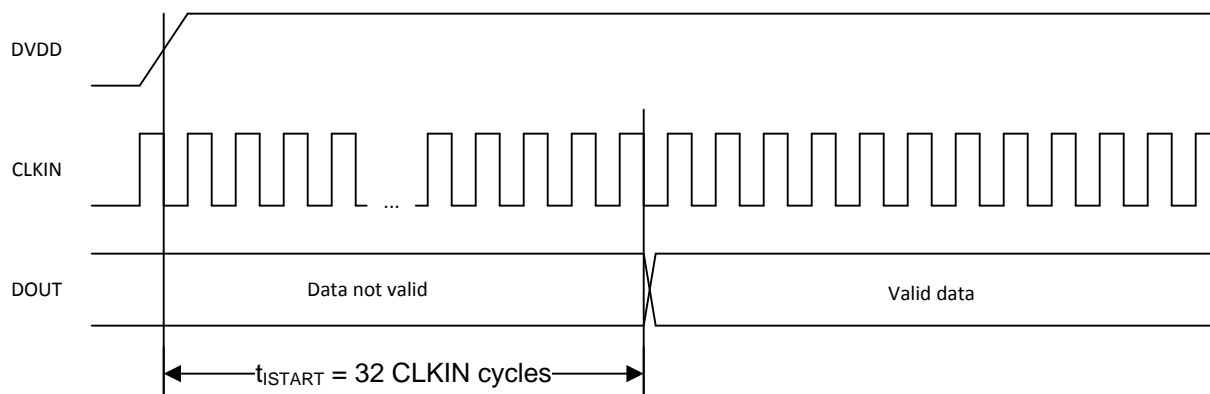 DVDD
CLKIN
...
DOUT
Data not valid
Valid data
tISTART = 32 CLKIN cycles